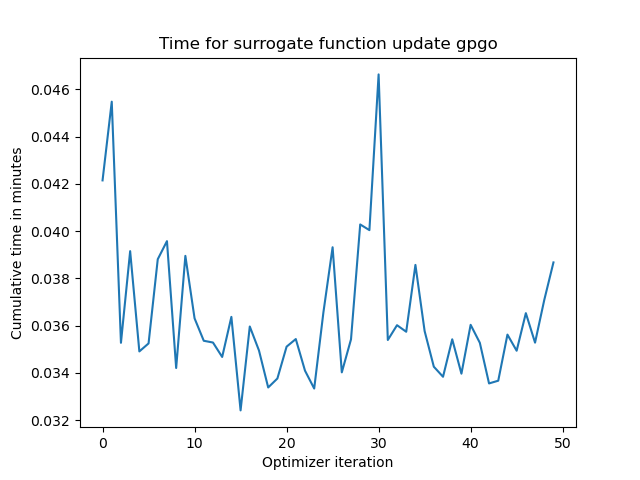 Time for surrogate function update gpgo
0.046
0.044
0.042
0.040
0.038
0.036
0.034
0.032
Cumulative time in minutes
0 10 20 30 40 50
Optimizer iteration